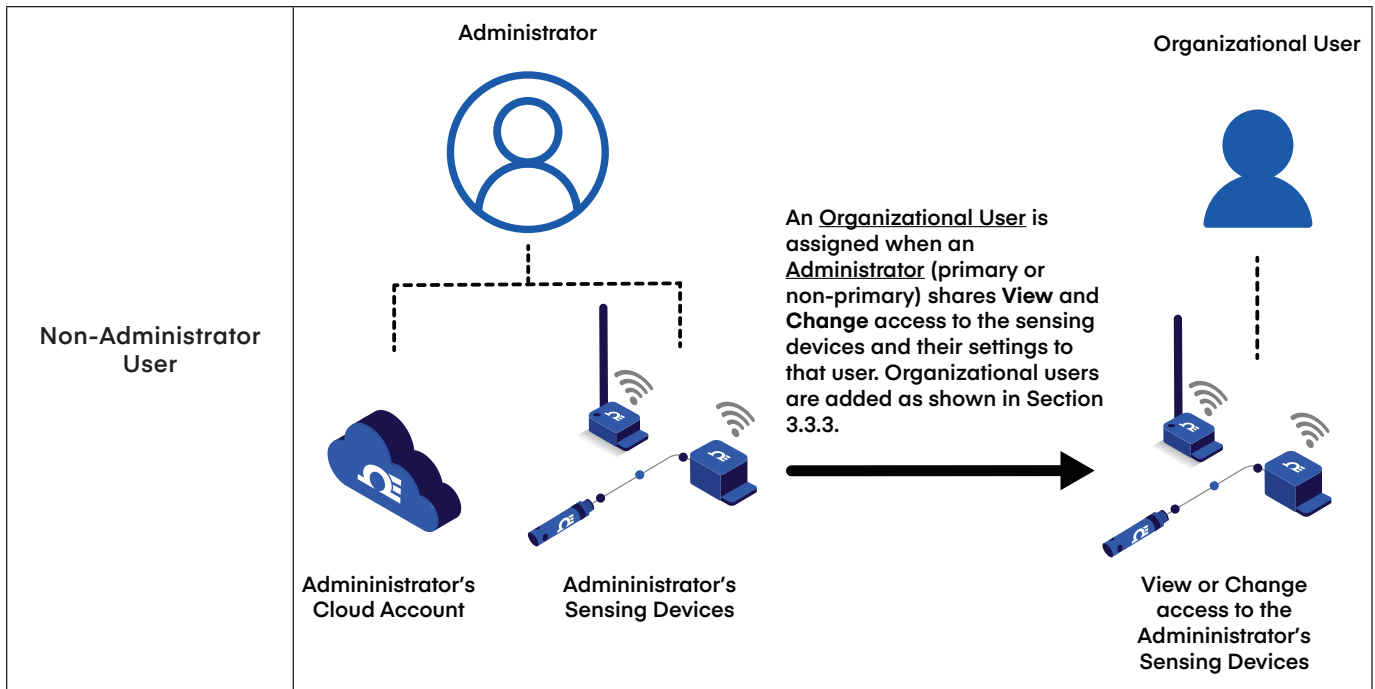 Non-Administrator
User
Administrator
Organizational User
An Organizational User is
assigned when an
Administrator (primary or
non-primary) shares View and
Change access to the sensing
devices and their settings to
that user. Organizational users
are added as shown in Section
3.3.3.
Admininistrator's
Cloud Account
Admininistrator's
Sensing Devices
View or Change
access to the
Admininistrator's
Sensing Devices